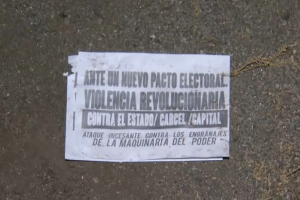 ANTE UN NUEVO PACTO ELECTORAL
VIOLENCIA REVOLUCIONARIA
CONTRA EL ESTADO/ CARCEL /CAPITAL
ATAQUE INCESANTE CONTRA LOS ENGRANAJES
DE LA MAQUINARIA DEL PODER